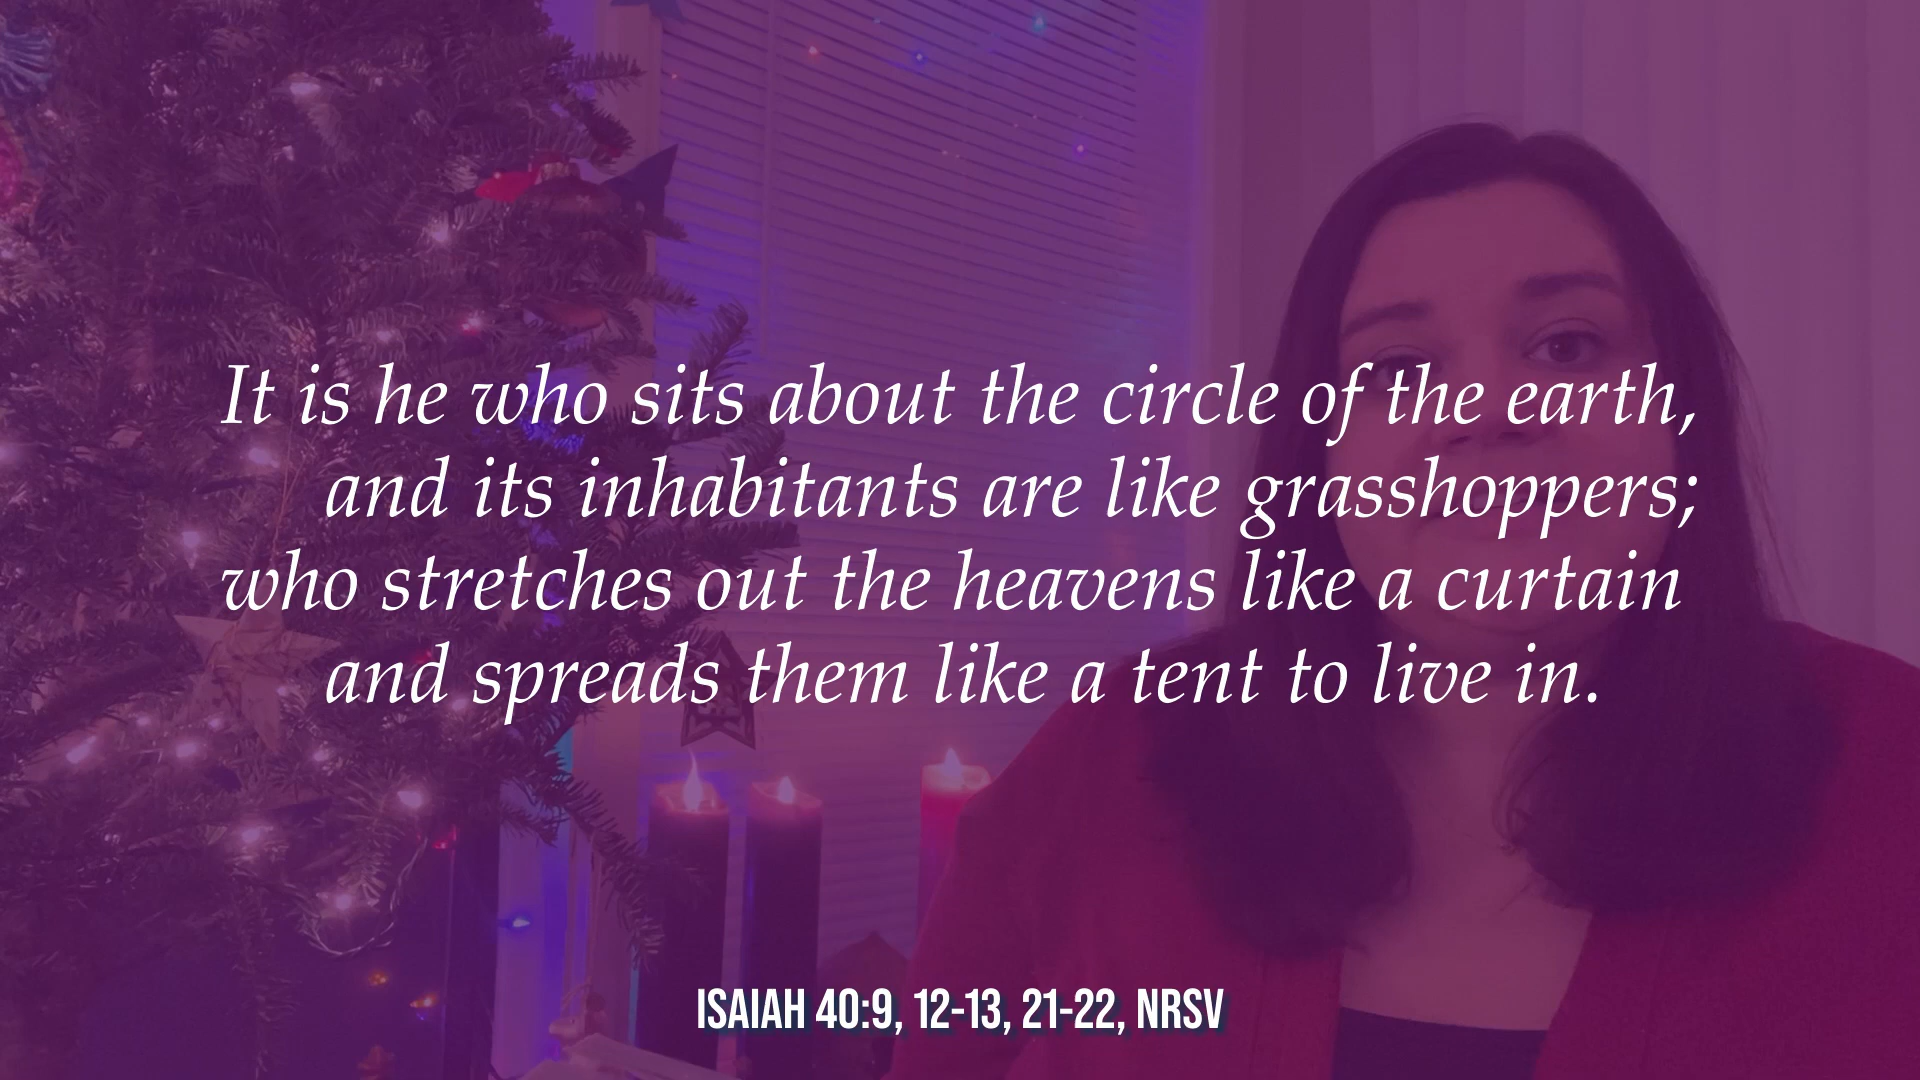 It is he who sits about the circle of the earth,
and its inhabitants are like grasshoppers;
who stretches out the heavens like a curtain
and spreads them like a tent to live in.
ISAIAH 40:9, 12-13, 21-22, NRSV